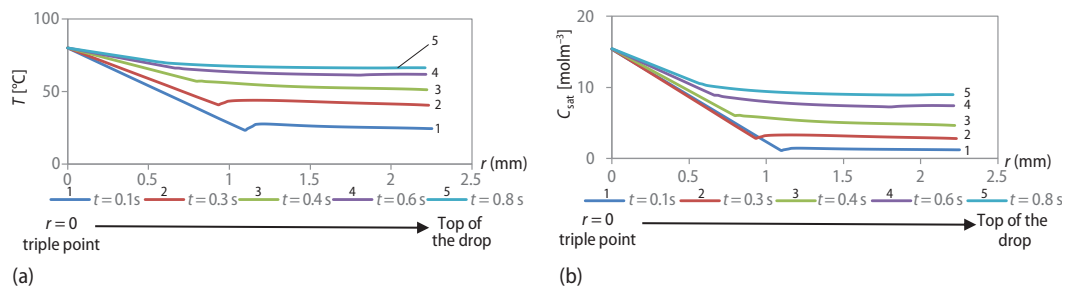 T [°C]
100
50
0
0
0.5
1
1.5
2
2.5
r (mm)
5
4
3
2
1
1 t = 0.1s 2 t = 0.3 s 3 t = 0.4 s 4 t = 0.6 s 5 t = 0.8 s
r = 0
triple point
Top of
the drop
(a)
C_sat [molm⁻³]
20
10
0
0
0.5
1
1.5
2
2.5
r (mm)
5
4
3
2
1
1 t = 0.1s 2 t = 0.3 s 3 t = 0.4 s 4 t = 0.6 s 5 t = 0.8 s
r = 0
triple point
Top of the
drop
(b)